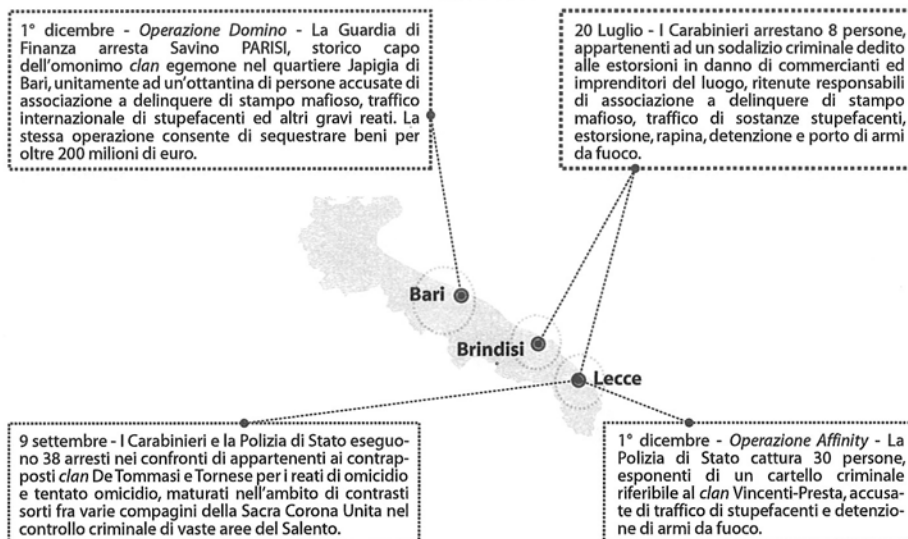 1° dicembre - Operazione Domino - La Guardia di
Finanza arresta Savino PARISI, storico capo
dell'omonimo clan egemone nel quartiere Japigia di
Bari, unitamente ad un'ottantina di persone accusate di
associazione a delinquere di stampo mafioso, traffico
internazionale di stupefacenti ed altri gravi reati. La
stessa operazione consente di sequestrare beni per
oltre 200 milioni di euro.
20 Luglio - I Carabinieri arrestano 8 persone,
appartenenti ad un sodalizio criminale dedito
alle estorsioni in danno di commercianti ed
imprenditori del luogo, ritenute responsabili
di associazione a delinquere di stampo
mafioso, traffico di sostanze stupefacenti,
estorsione, rapina, detenzione e porto di armi
da fuoco.
Bari
Brindisi
Lecce
9 settembre - I Carabinieri e la Polizia di Stato eseguo-
no 38 arresti nei confronti di appartenenti ai contrap-
posti clan De Tommasi e Tornese per i reati di omicidio
e tentato omicidio, maturati nell'ambito di contrasti
sorti fra varie compagini della Sacra Corona Unita nel
controllo criminale di vaste aree del Salento.
1° dicembre - Operazione Affinity - La
Polizia di Stato cattura 30 persone,
esponenti di un cartello criminale
riferibile al clan Vincenti-Presta, accusa-
te di traffico di stupefacenti e detenzio-
ne di armi da fuoco.